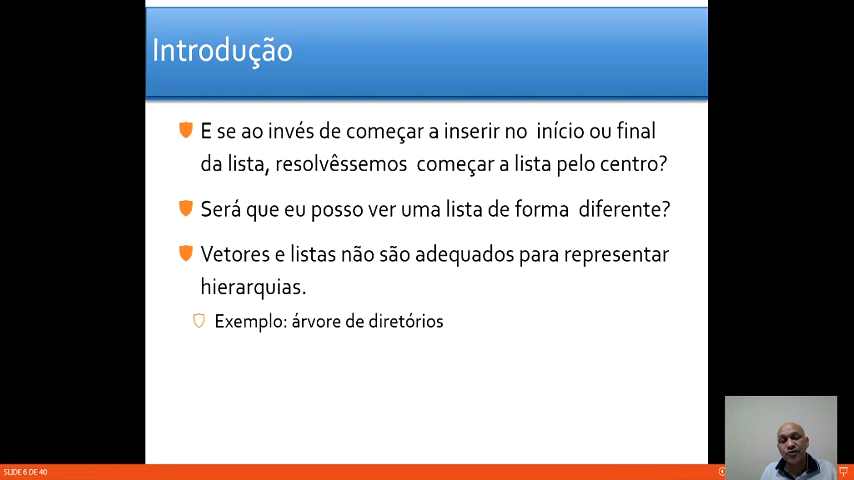 Introdução
E se ao invés de começar a inserir no início ou final
da lista, resolvêssemos começar a lista pelo centro?
Será que eu posso ver uma lista de forma diferente?
Vetores e listas não são adequados para representar
hierarquias.
Exemplo: árvore de diretórios
SLIDE 6 DE 40